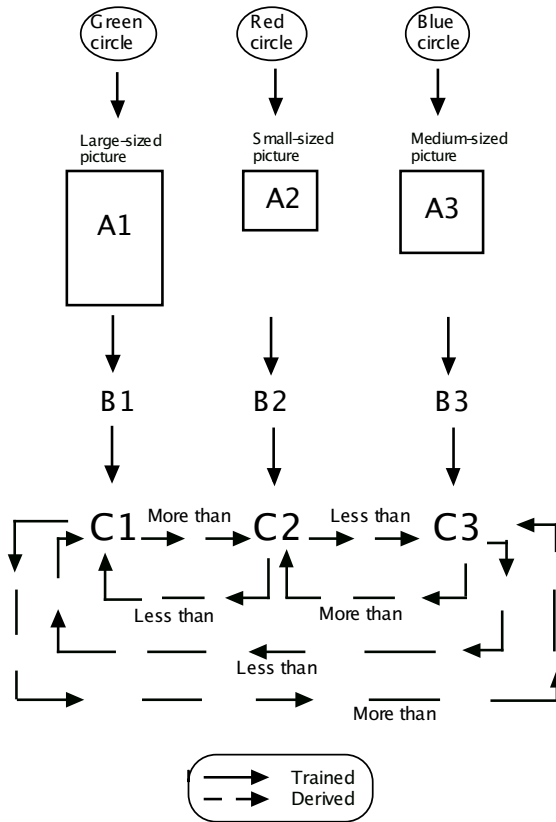 Green
circle
Red
circle
Blue
circle
Large-sized
picture
Small-sized
picture
Medium-sized
picture
A1
A2
A3
B1
B2
B3
C1
More than
C2
Less than
C3
Less than
More than
Less than
More than
Trained
Derived